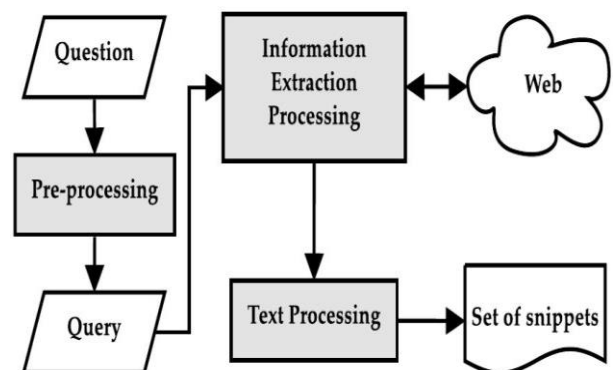 Question
Pre-processing
Query
Information
Extraction
Processing
Web
Text Processing
Set of snippets